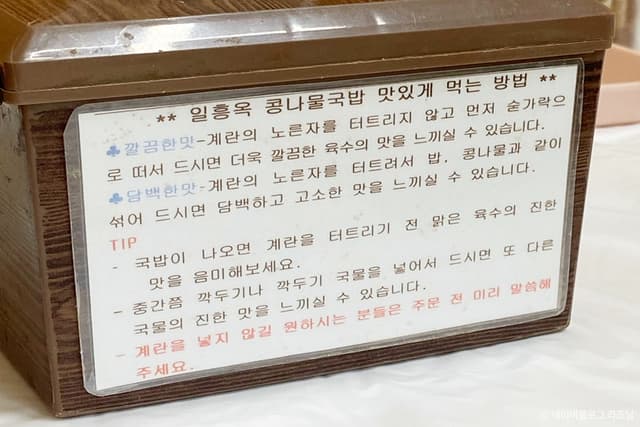 ** 일흥옥 콩나물국밥 맛있게 먹는 방법 **
♣깔끔한맛-계란의 노른자를 터트리지 않고 먼저 숟가락으
로 떠서 드시면 더욱 깔끔한 육수의 맛을 느끼실 수 있습니다.
♣담백한맛-계란의 노른자를 터트려서 밥. 콩나물과 같이
섞어 드시면 담백하고 고소한 맛을 느끼실 수 있습니다.
TIP
- 국밥이 나오면 계란을 터트리기 전 맑은 육수의 진한
맛을 음미해보세요.
- 중간쯤 깍두기나 깍두기 국물을 넣어서 드시면 또 다른
국물의 진한 맛을 느끼실 수 있습니다.
- 계란을 넣지 않길 원하시는 분들은 주문 전 미리 말씀해
주세요.